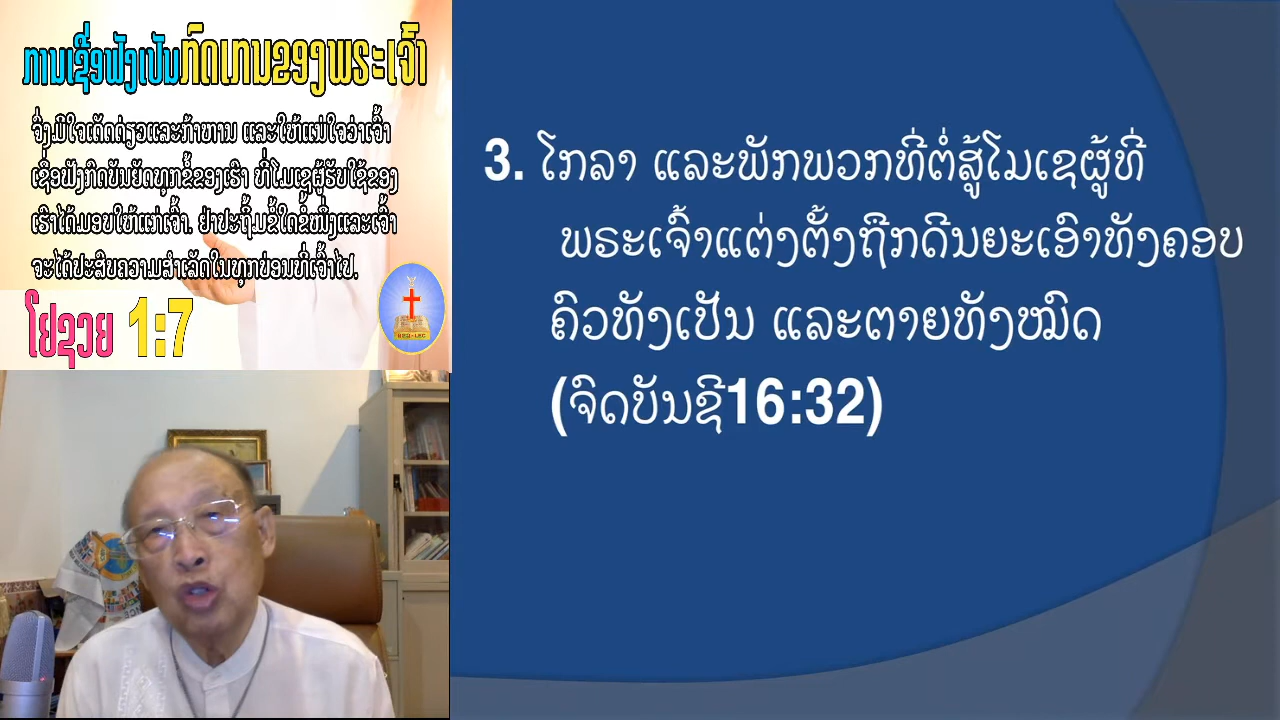 ການເຊື່ອຟັງເປັນກົດເກນຂອງພຣະເຈົ້າ
ຈົ່ງມີໃຈເດັດດ່ຽວແລະກ້າຫານ ແລະໃຫ້ແນ່ໃຈວ່າເຈົ້າ
ເຊື່ອຟັງກົດບັນຍັດທຸກຂໍ້ຂອງເຮົາ ທີ່ໂມເຊຜູ້ຮັບໃຊ້ຂອງ
ເຮົາໄດ້ມອບໃຫ້ແກ່ເຈົ້າ. ຢ່າປະຖິ້ມຂໍ້ໃດຂໍ້ໜຶ່ງແລະເຈົ້າ
ຈະໄດ້ປະສົບຄວາມສຳເລັດໃນທຸກບ່ອນທີ່ເຈົ້າໄປ.
ໂຢຊວຍ 1:7
3. ໂກລາ ແລະພັກພວກທີ່ຕໍ່ສູ້ໂມເຊຜູ້ທີ່
ພຣະເຈົ້າແຕ່ງຕັ້ງຖືກດິນຍະເອົາທັງຄອບ
ຄົວທັງເປັນ ແລະຕາຍທັງໝົດ
(ຈົດບັນຊີ16:32)